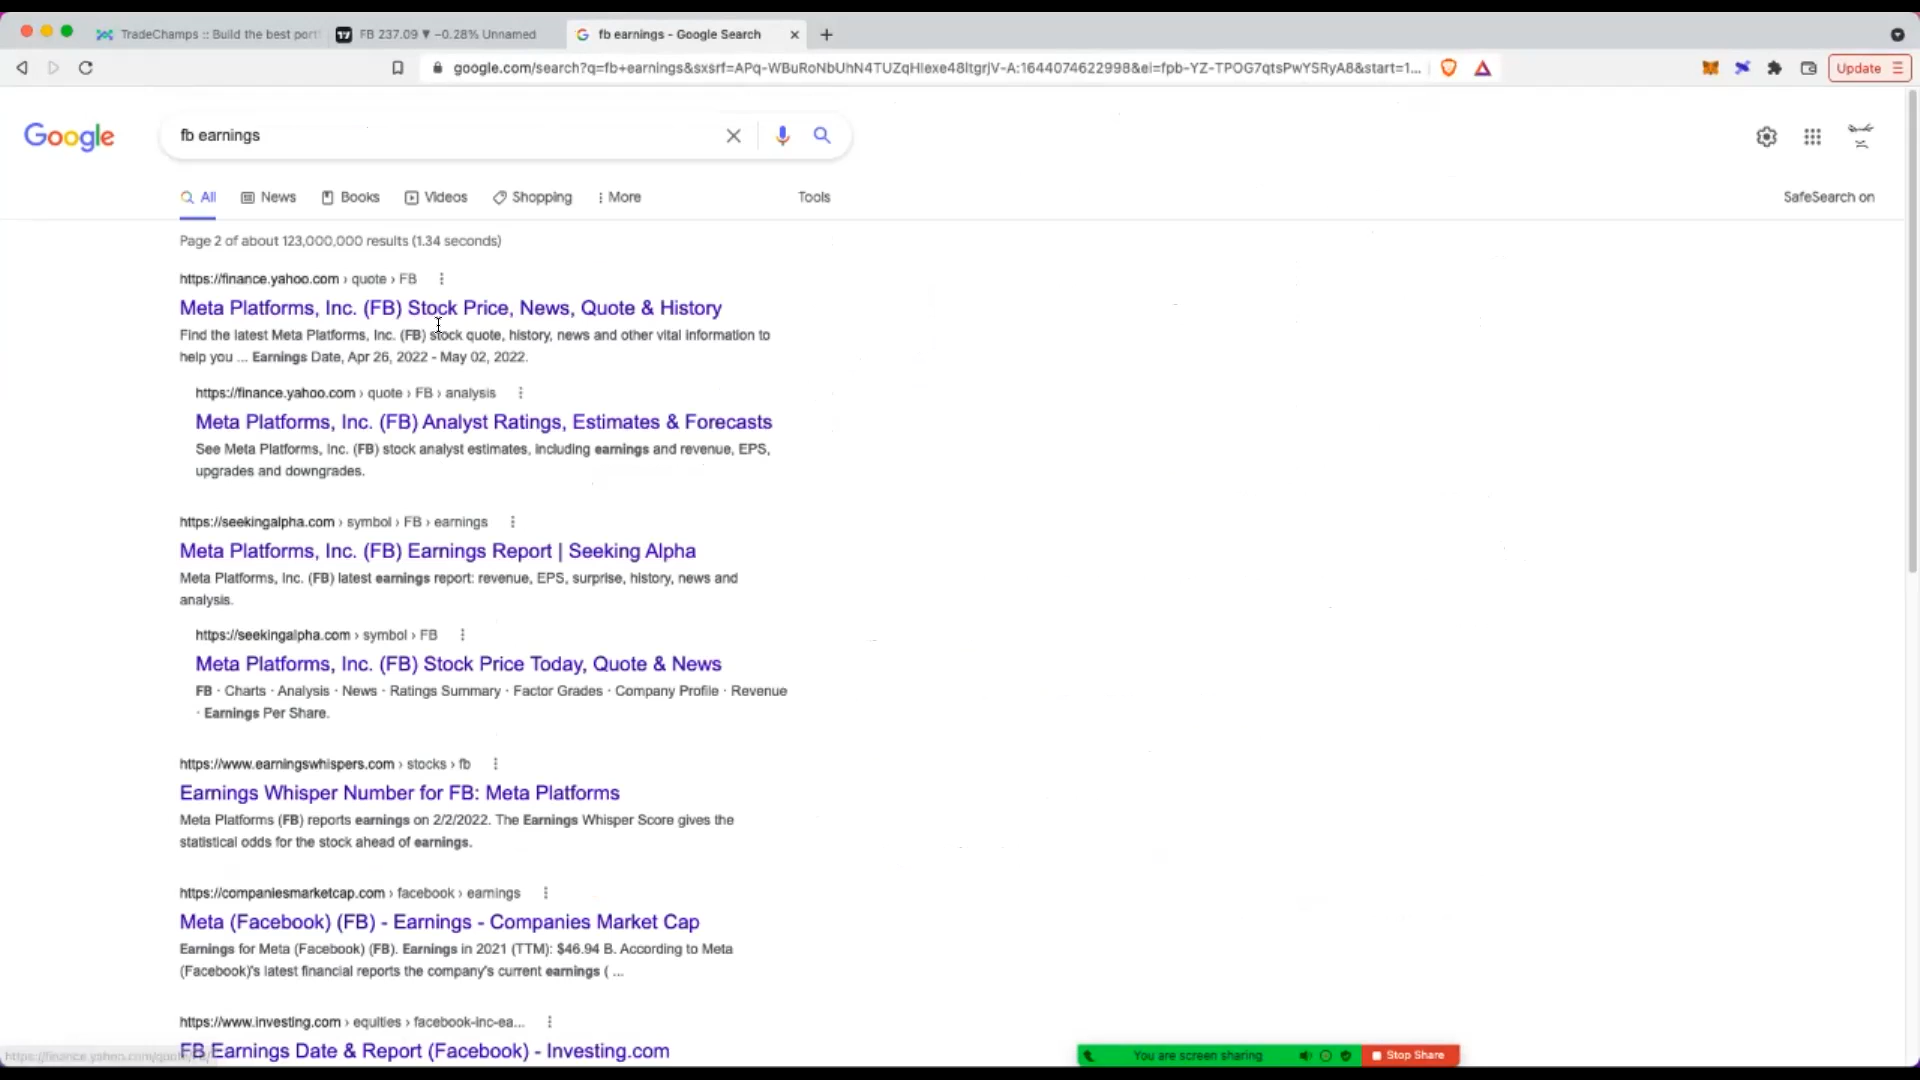 TradeChamps :: Build the best port
FB 237.09 ▼ −0.28% Unnamed
fb earnings - Google Search
google.com/search?q=fb+earnings&sxsrf=
Update
Google
fb earnings
All
News
Books
Videos
Shopping
More
Tools
SafeSearch on
Page 2 of about 123,000,000 results (1.34 seconds)
https://finance.yahoo.com › quote › FB
Meta Platforms, Inc. (FB) Stock Price, News, Quote & History
Find the latest Meta Platforms, Inc. (FB) stock quote, history, news and other vital information to
help you ... Earnings Date, Apr 26, 2022 - May 02, 2022.
https://finance.yahoo.com › quote › FB › analysis
Meta Platforms, Inc. (FB) Analyst Ratings, Estimates & Forecasts
See Meta Platforms, Inc. (FB) stock analyst estimates, including earnings and revenue, EPS,
upgrades and downgrades.
https://seekingalpha.com › symbol › FB › earnings
Meta Platforms, Inc. (FB) Earnings Report | Seeking Alpha
Meta Platforms, Inc. (FB) latest earnings report: revenue, EPS, surprise, history, news and
analysis.
https://seekingalpha.com › symbol › FB
Meta Platforms, Inc. (FB) Stock Price Today, Quote & News
FB · Charts · Analysis · News · Ratings Summary · Factor Grades · Company Profile · Revenue
· Earnings Per Share.
https://www.earningswhispers.com › stocks › fb
Earnings Whisper Number for FB: Meta Platforms
Meta Platforms (FB) reports earnings on 2/2/2022. The Earnings Whisper Score gives the
statistical odds for the stock ahead of earnings.
https://companiesmarketcap.com › facebook › earnings
Meta (Facebook) (FB) - Earnings - Companies Market Cap
Earnings for Meta (Facebook) (FB). Earnings in 2021 (TTM): $46.94 B. According to Meta
(Facebook)'s latest financial reports the company's current earnings ( ...
https://www.investing.com › equities › facebook-inc-ea...
FB Earnings Date & Report (Facebook) - Investing.com
You are screen sharing
Stop Share